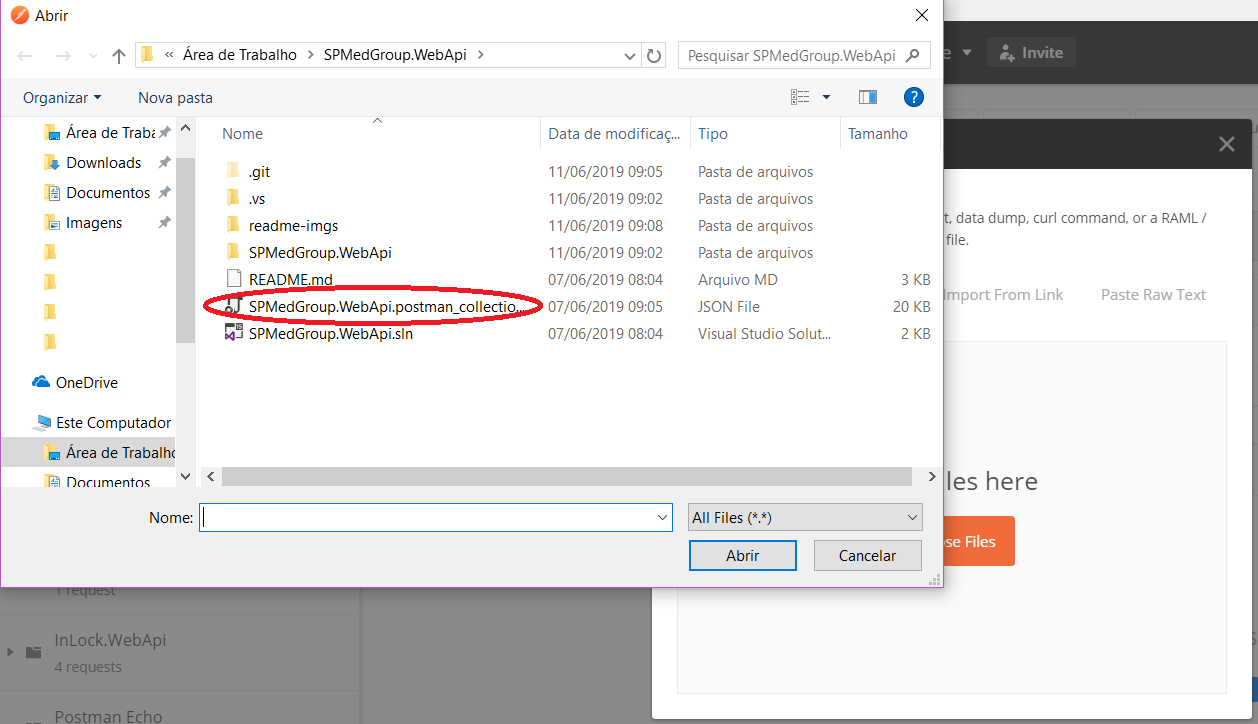 Abrir
« Área de Trabalho > SPMedGroup.WebApi >
Pesquisar SPMedGroup.WebApi
Invite
Organizar
Nova pasta
?
Nome
Data de modificaç...
Tipo
Tamanho
Área de Traba
Downloads
Documentos
Imagens
OneDrive
Este Computador
Área de Trabalho
Documentos
.git 11/06/2019 09:05 Pasta de arquivos
.vs 11/06/2019 09:02 Pasta de arquivos
readme-imgs 11/06/2019 09:08 Pasta de arquivos
SPMedGroup.WebApi 11/06/2019 09:02 Pasta de arquivos
README.md 07/06/2019 08:04 Arquivo MD 3 KB
SPMedGroup.WebApi.postman_collectio... 07/06/2019 09:05 JSON File 20 KB
SPMedGroup.WebApi.sln 07/06/2019 08:04 Visual Studio Solut... 2 KB
Nome:
All Files (*.*)
Abrir
Cancelar
t, data dump, curl command, or a RAML /
file.
Import From Link
Paste Raw Text
les here
se Files
1 request
InLock.WebApi
4 requests
Postman Echo